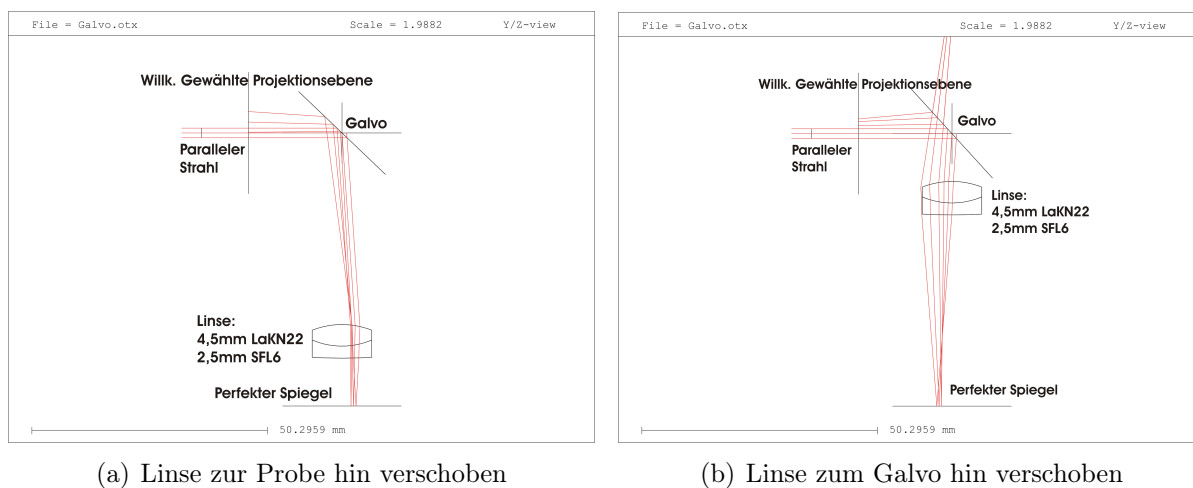 File = Galvo.otx Scale = 1.9882 Y/Z-view
Willk. Gewählte Projektionsebene
Galvo
Paralleler
Strahl
Linse:
4,5mm LaKN22
2,5mm SFL6
Perfekter Spiegel
50.2959 mm
(a) Linse zur Probe hin verschoben
File = Galvo.otx Scale = 1.9882 Y/Z-view
Willk. Gewählte Projektionsebene
Galvo
Paralleler
Strahl
Linse:
4,5mm LaKN22
2,5mm SFL6
Perfekter Spiegel
50.2959 mm
(b) Linse zum Galvo hin verschoben